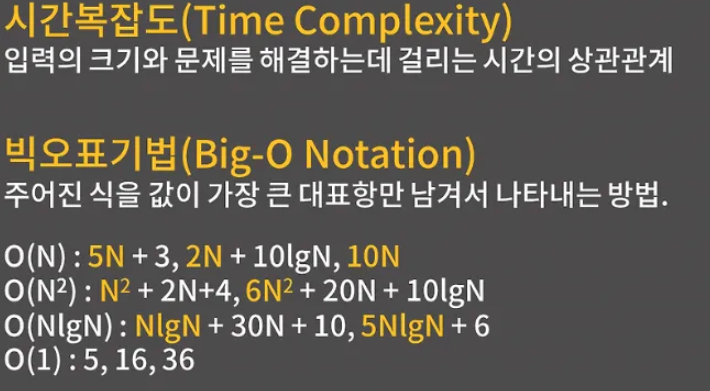 시간복잡도(Time Complexity)
입력의 크기와 문제를 해결하는데 걸리는 시간의 상관관계
빅오표기법(Big-O Notation)
주어진 식을 값이 가장 큰 대표항만 남겨서 나타내는 방법.
O(N) : 5N + 3, 2N + 10lgN, 10N
O(N²) : N² + 2N+4, 6N² + 20N + 10lgN
O(NlgN) : NlgN + 30N + 10, 5NlgN + 6
O(1) : 5, 16, 36